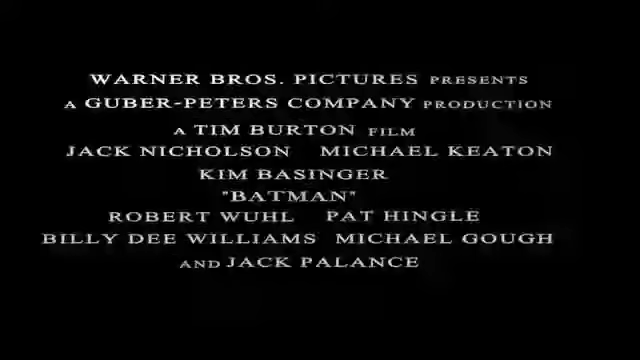 WARNER BROS. PICTURES PRESENTS
A GUBER-PETERS COMPANY PRODUCTION
A TIM BURTON FILM
JACK NICHOLSON MICHAEL KEATON
KIM BASINGER
"BATMAN"
ROBERT WUHL PAT HINGLE
BILLY DEE WILLIAMS MICHAEL GOUGH
AND JACK PALANCE